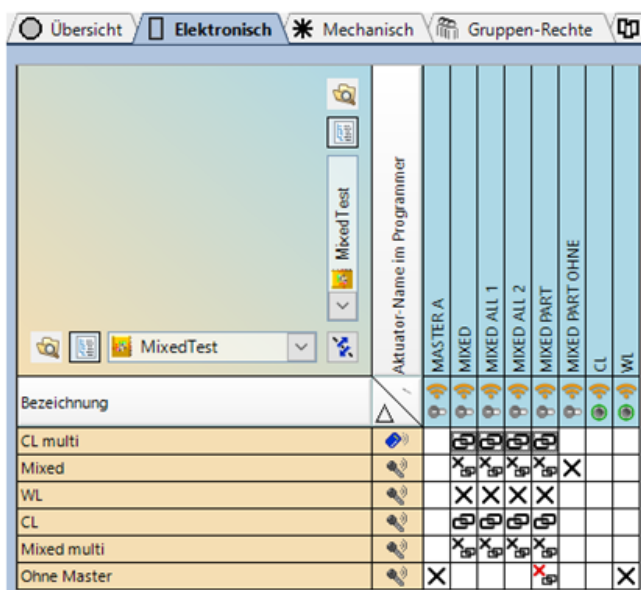 Übersicht
Elektronisch
Mechanisch
Gruppen-Rechte
MixedTest
Aktuator-Name im Programmer
MASTER A
MIXED
MIXED ALL 1
MIXED ALL 2
MIXED PART
MIXED PART OHNE
CL
WL
MixedTest
Bezeichnung
CL multi
Mixed
WL
CL
Mixed multi
Ohne Master